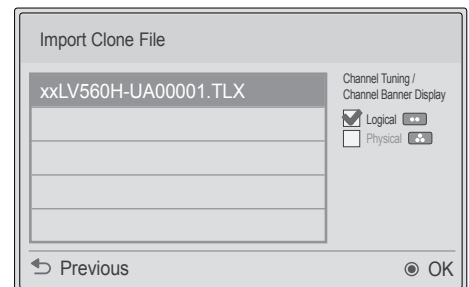 Import Clone File
xxLV560H-UA00001.TLX
Channel Tuning /
Channel Banner Display
Logical
Physical
Previous
OK